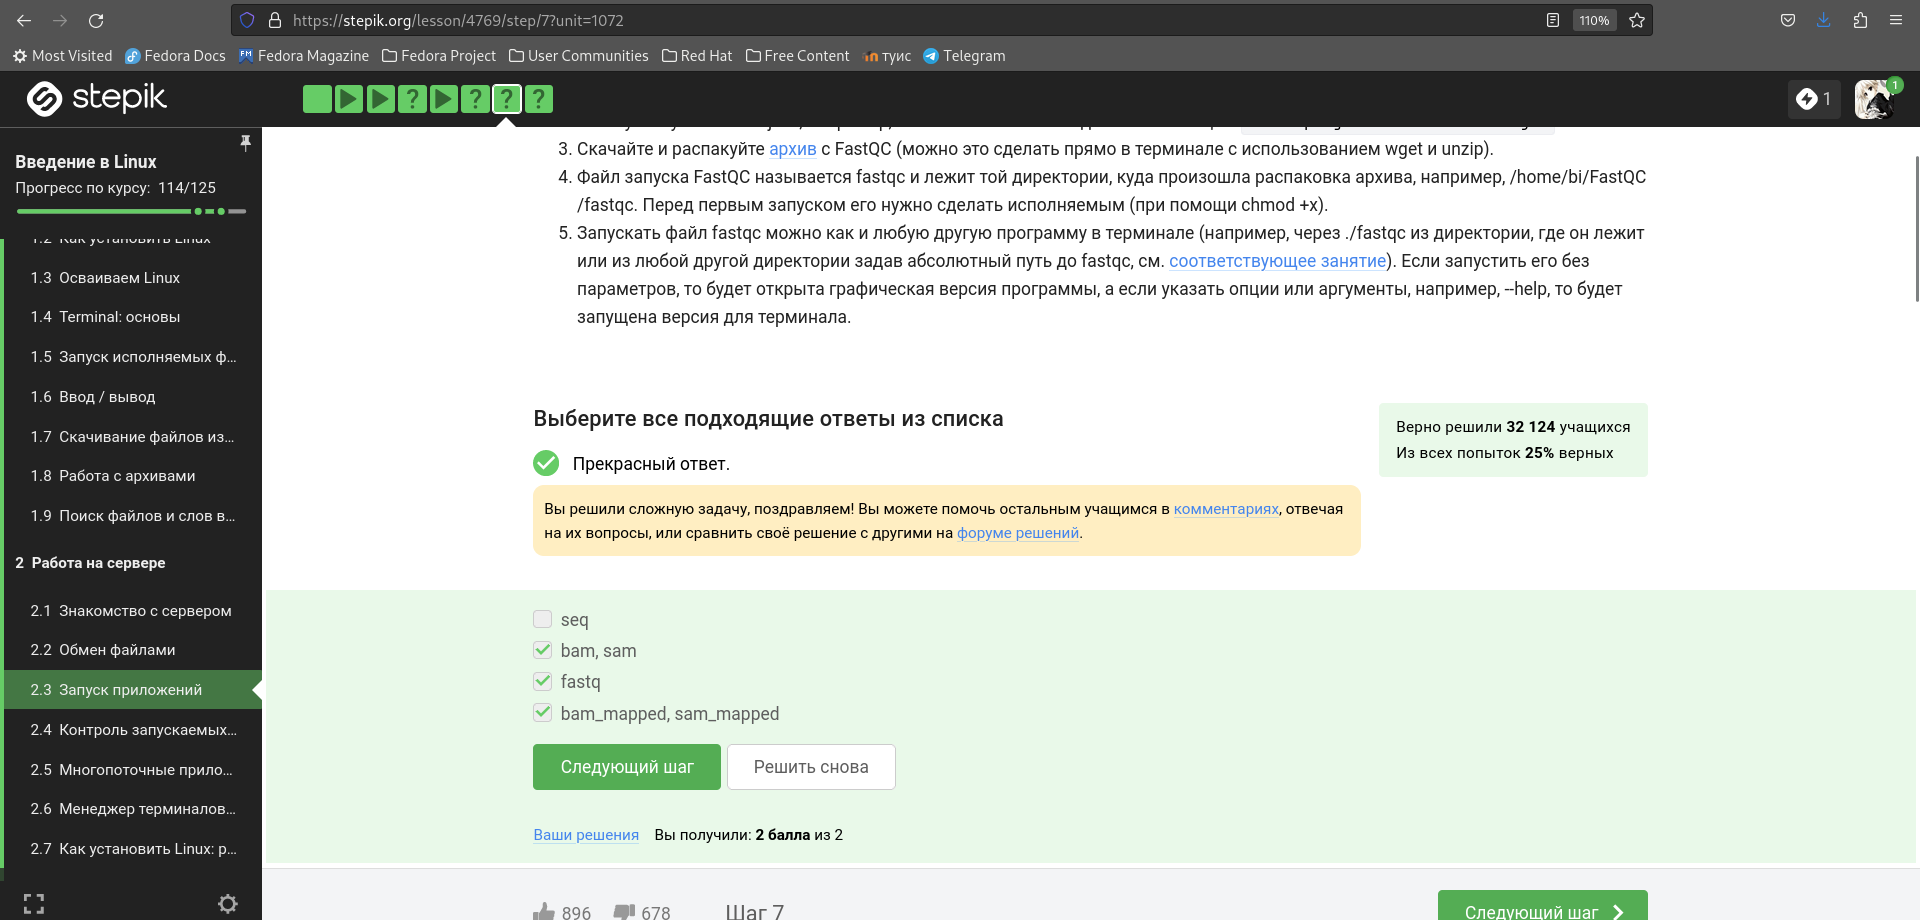 https://stepik.org/lesson/4769/step/7?unit=1072
110%
Most Visited
Fedora Docs
Fedora Magazine
Fedora Project
User Communities
Red Hat
Free Content
туис
Telegram
stepik
1
1
Введение в Linux
Прогресс по курсу: 114/125
1.2 Как установить Linux
1.3 Осваиваем Linux
1.4 Terminal: основы
1.5 Запуск исполняемых ф...
1.6 Ввод / вывод
1.7 Скачивание файлов из...
1.8 Работа с архивами
1.9 Поиск файлов и слов в...
2 Работа на сервере
2.1 Знакомство с сервером
2.2 Обмен файлами
2.3 Запуск приложений
2.4 Контроль запускаемых...
2.5 Многопоточные прило...
2.6 Менеджер терминалов...
2.7 Как установить Linux: р...
3. Скачайте и распакуйте архив с FastQC (можно это сделать прямо в терминале с использованием wget и unzip).
4. Файл запуска FastQC называется fastqc и лежит той директории, куда произошла распаковка архива, например, /home/bi/FastQC
/fastqc. Перед первым запуском его нужно сделать исполняемым (при помощи chmod +x).
5. Запускать файл fastqc можно как и любую другую программу в терминале (например, через ./fastqc из директории, где он лежит
или из любой другой директории задав абсолютный путь до fastqc, см. соответствующее занятие). Если запустить его без
параметров, то будет открыта графическая версия программы, а если указать опции или аргументы, например, --help, то будет
запущена версия для терминала.
Выберите все подходящие ответы из списка
Верно решили 32 124 учащихся
Из всех попыток 25% верных
Прекрасный ответ.
Вы решили сложную задачу, поздравляем! Вы можете помочь остальным учащимся в комментариях, отвечая
на их вопросы, или сравнить своё решение с другими на форуме решений.
seq
bam, sam
fastq
bam_mapped, sam_mapped
Следующий шаг
Решить снова
Ваши решения Вы получили: 2 балла из 2
896
678
Шаг 7
Следующий шаг